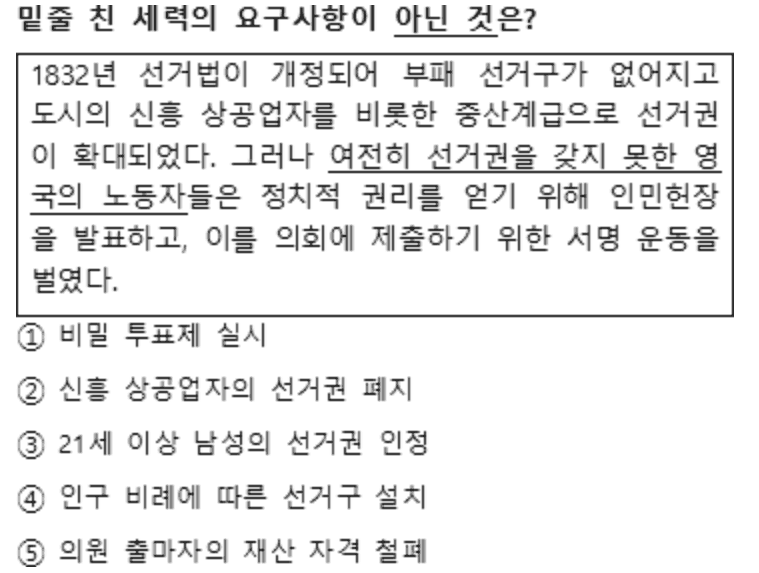 밑줄 친 세력의 요구사항이 아닌 것은?
1832년 선거법이 개정되어 부패 선거구가 없어지고
도시의 신흥 상공업자를 비롯한 중산계급으로 선거권
이 확대되었다. 그러나 여전히 선거권을 갖지 못한 영
국의 노동자들은 정치적 권리를 얻기 위해 인민헌장
을 발표하고, 이를 의회에 제출하기 위한 서명 운동을
벌였다.
① 비밀 투표제 실시
② 신흥 상공업자의 선거권 폐지
③ 21세 이상 남성의 선거권 인정
④ 인구 비례에 따른 선거구 설치
⑤ 의원 출마자의 재산 자격 철폐